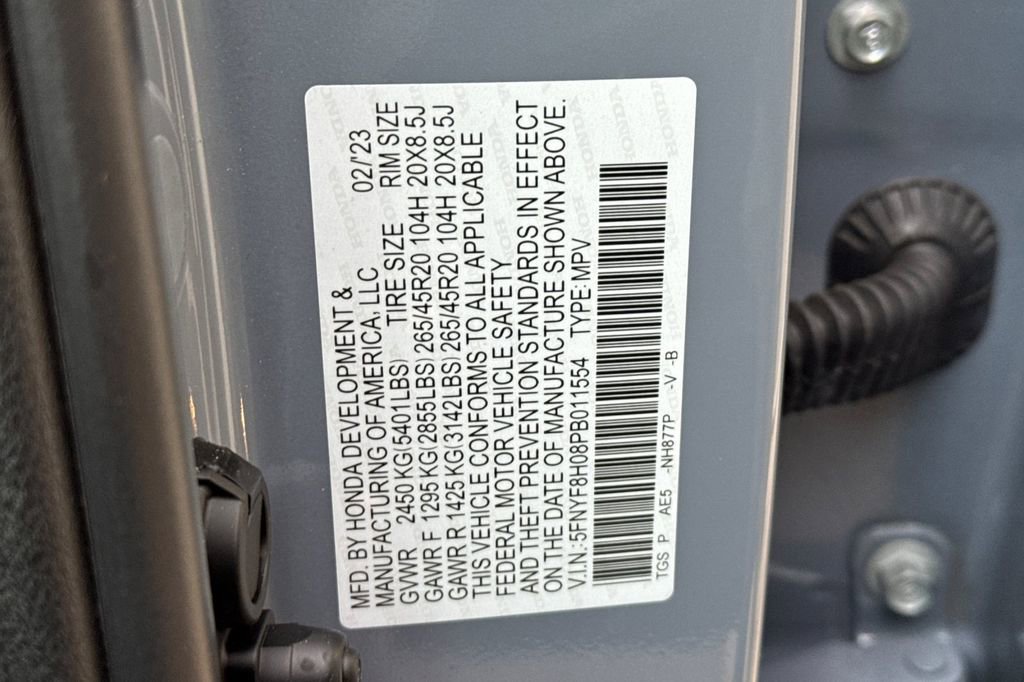 MFD. BY HONDA DEVELOPMENT &
MANUFACTURING OF AMERICA, LLC 02/'23
GVWR 2450 KG(5401LBS) TIRE SIZE RIM SIZE
GAWR F 1295 KG(2855LBS) 265/45R20 104H 20X8.5J
GAWR R 1425 KG(3142LBS) 265/45R20 104H 20X8.5J
THIS VEHICLE CONFORMS TO ALL APPLICABLE
FEDERAL MOTOR VEHICLE SAFETY
AND THEFT PREVENTION STANDARDS IN EFFECT
ON THE DATE OF MANUFACTURE SHOWN ABOVE.
V.I.N.:5FNYF8H08PB011554 TYPE: MPV
TGS P AE5 -NH877P -V -B